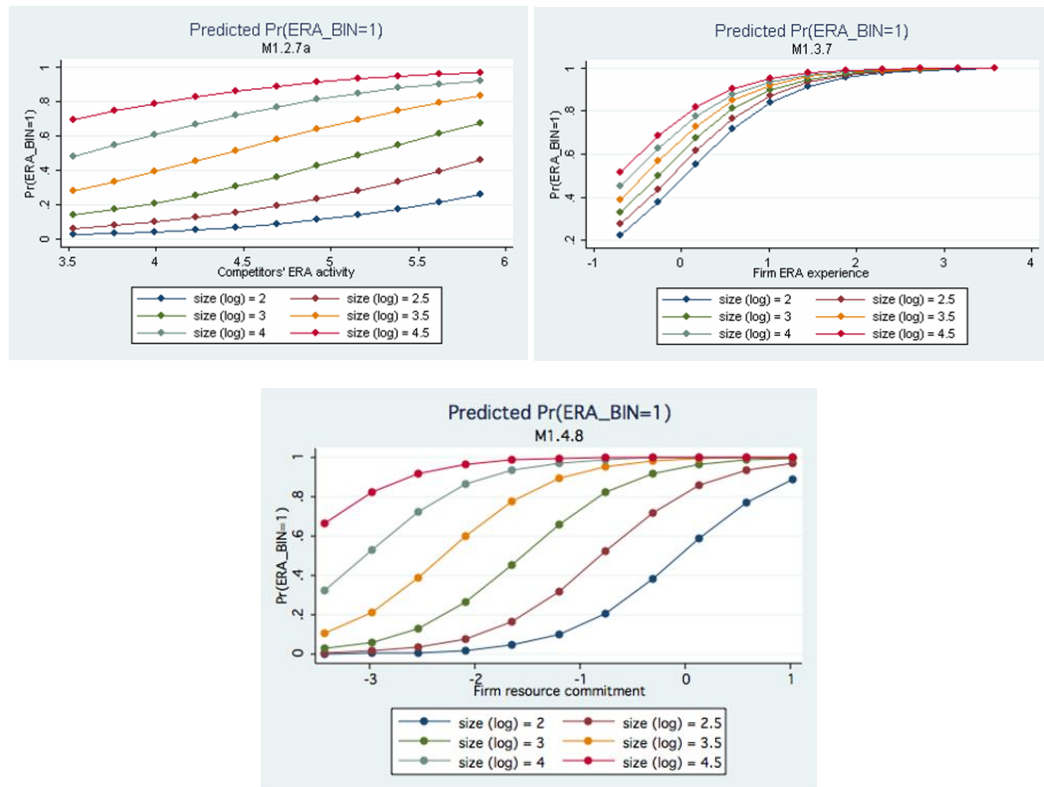 Predicted Pr(ERA_BIN=1)
M1.2.7a
Pr(ERA_BIN=1)
0 .2 .4 .6 .8 1
3.5 4 4.5 5 5.5 6
Competitors' ERA activity
size (log) = 2 size (log) = 2.5
size (log) = 3 size (log) = 3.5
size (log) = 4 size (log) = 4.5
Predicted Pr(ERA_BIN=1)
M1.3.7
Pr(ERA_BIN=1)
.2 .4 .6 .8 1
-1 0 1 2 3 4
Firm ERA experience
size (log) = 2 size (log) = 2.5
size (log) = 3 size (log) = 3.5
size (log) = 4 size (log) = 4.5
Predicted Pr(ERA_BIN=1)
M1.4.8
Pr(ERA_BIN=1)
0 .2 .4 .6 .8 1
-3 -2 -1 0 1
Firm resource commitment
size (log) = 2 size (log) = 2.5
size (log) = 3 size (log) = 3.5
size (log) = 4 size (log) = 4.5